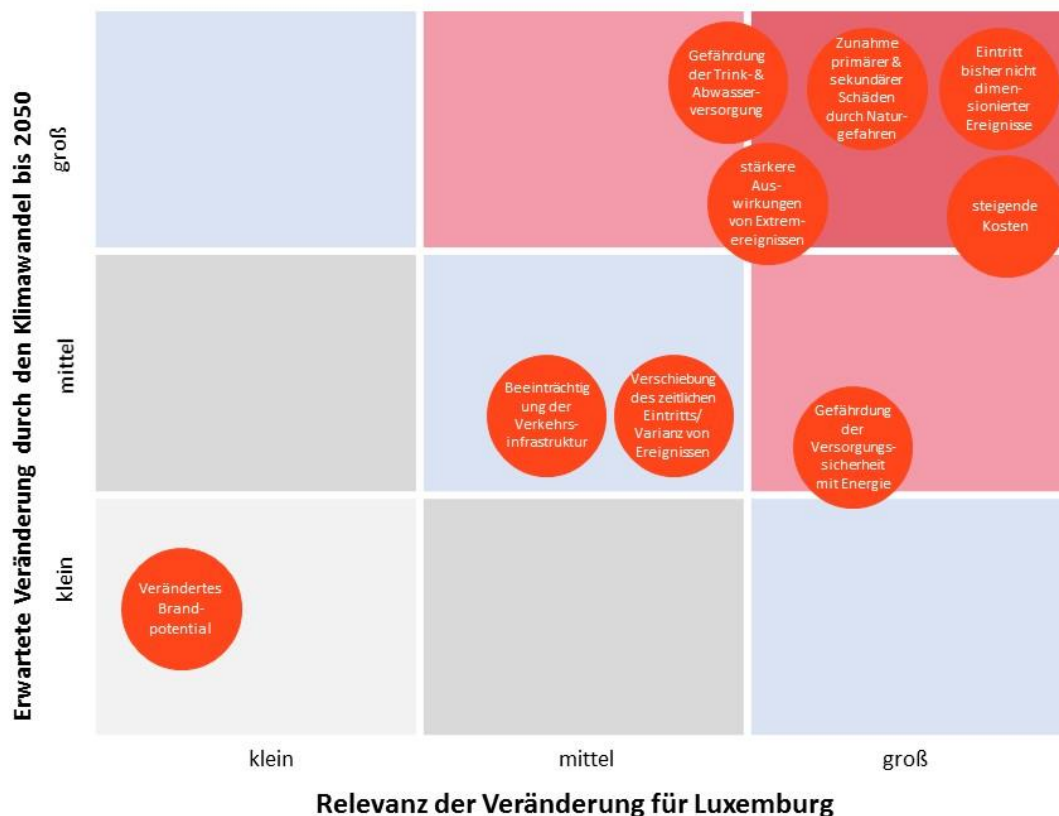 Erwartete Veränderung durch den Klimawandel bis 2050
groß
mittel
klein
Gefährdung
der Trink- &
Abwasser-
versorgung
Zunahme
primärer &
sekundärer
Schäden
durch Natur-
gefahren
Eintritt
bisher nicht
dimen-
sionierter
Ereignisse
stärkere
Aus-
wirkungen
von Extrem-
ereignissen
steigende
Kosten
Beeinträchtig
ung der
Verkehrs-
infrastruktur
Verschiebung
des zeitlichen
Eintritts/
Varianz von
Ereignissen
Gefährdung
der
Versorgungs-
sicherheit
mit Energie
Verändertes
Brand-
potential
klein
mittel
groß
Relevanz der Veränderung für Luxemburg